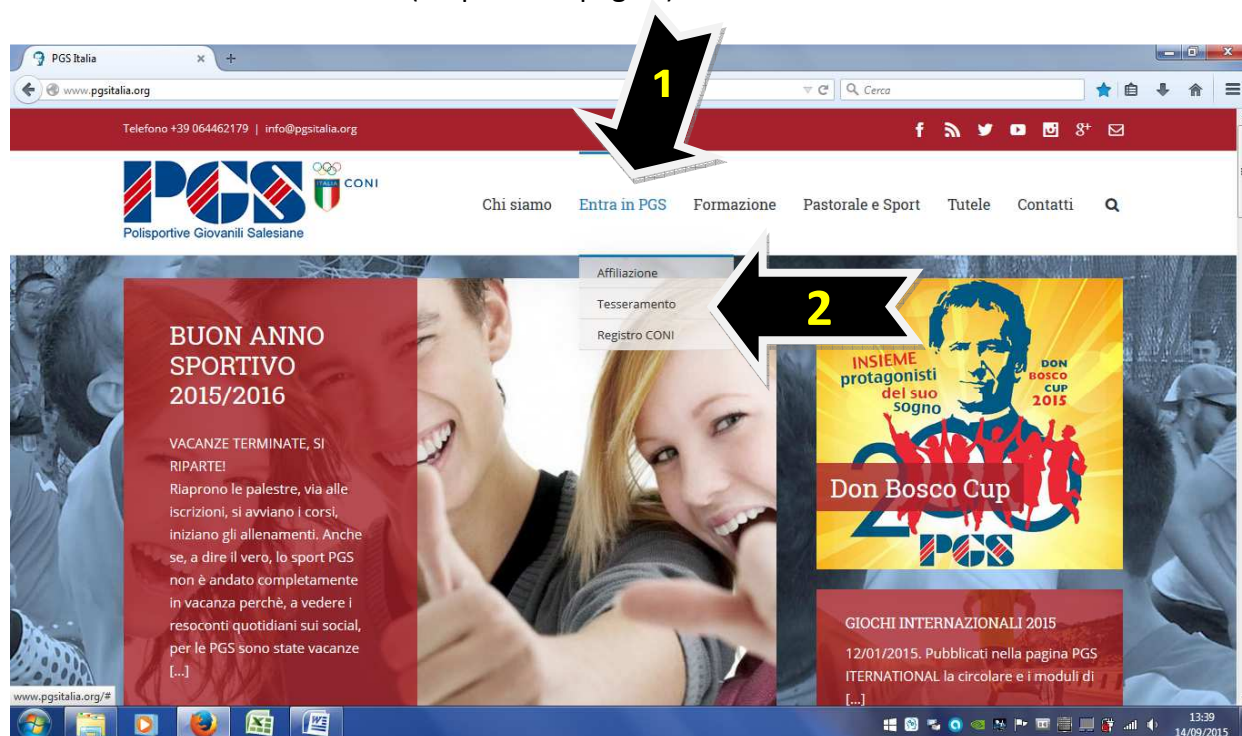 1
PGS Italia
www.pgsitalia.org
Cerca
Telefono +39 064462179 | info@pgsitalia.org
PGS
ITALIA CONI
Polisportive Giovanili Salesiane
Chi siamo Entra in PGS Formazione Pastorale e Sport Tutele Contatti
Affiliazione
Tesseramento
Registro CONI
2
BUON ANNO
SPORTIVO
2015/2016
VACANZE TERMINATE, SI
RIPARTE!
Riaprono le palestre, via alle
iscrizioni, si avviano i corsi,
iniziano gli allenamenti. Anche
se, a dire il vero, lo sport PGS
non è andato completamente
in vacanza perchè, a vedere i
resoconti quotidiani sui social,
per le PGS sono state vacanze
[...]
INSIEME
protagonisti
del suo
sogno
DON
BOSCO
CUP
2015
200
Don Bosco Cup
PGS
GIOCHI INTERNAZIONALI 2015
12/01/2015. Pubblicati nella pagina PGS
ITERNATIONAL la circolare e i moduli di
[...]
www.pgsitalia.org/#
13:39
14/09/2015